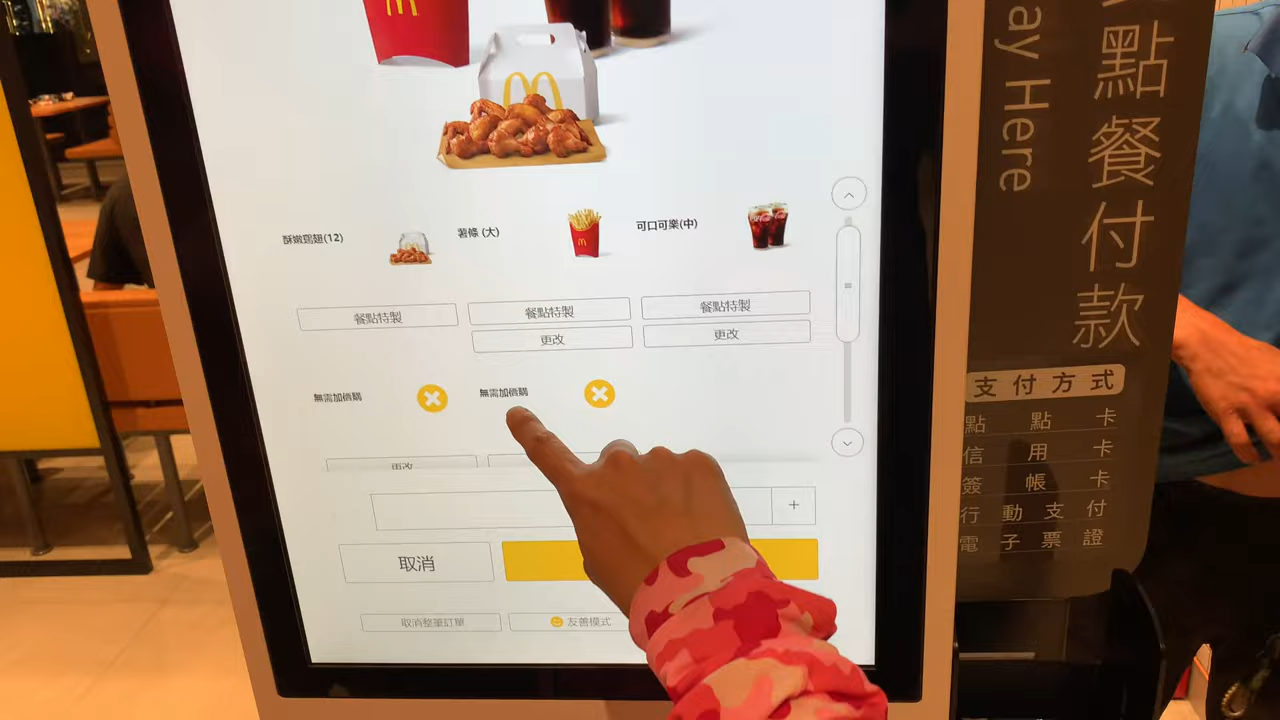 酥嫩雞翅(12)
薯條 (大)
可口可樂(中)
餐點特製
餐點特製
餐點特製
更改
更改
無需加價購
無需加價購
更改
+
取消
取消整筆訂單
友善模式
ay Here
點餐付款
支付方式
點點卡
信用卡
簽帳卡
行動支付
電子票證